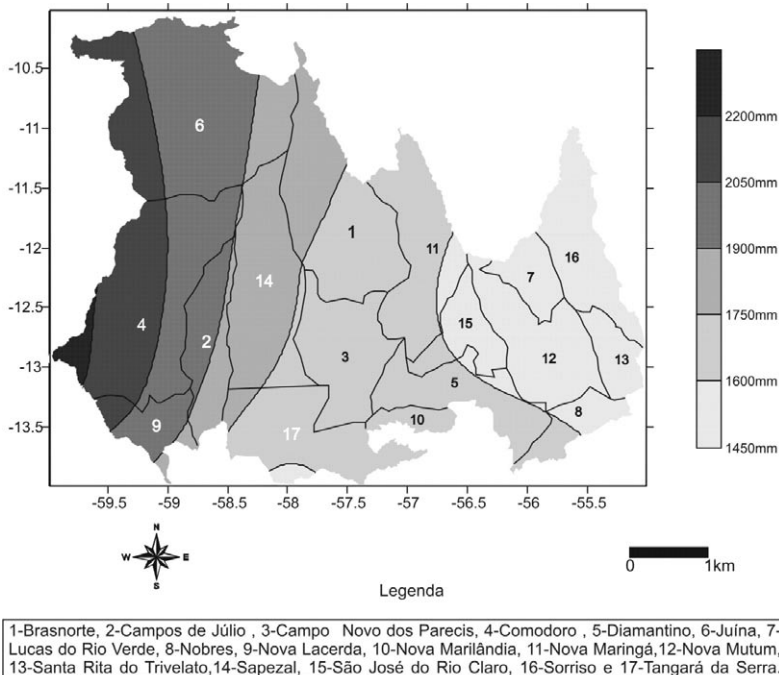 -10.5
-11
-11.5
-12
-12.5
-13
-13.5
-59.5 -59 -58.5 -58 -57.5 -57 -56.5 -56 -55.5
6
1
11
16
7
14
4
2
15
12
3
13
5
9
10
8
17
2200mm
2050mm
1900mm
1750mm
1600mm
1450mm
N
W E
S
0 1km
Legenda
1-Brasnorte, 2-Campos de Júlio , 3-Campo Novo dos Parecis, 4-Comodoro , 5-Diamantino, 6-Juína, 7-
Lucas do Rio Verde, 8-Nobres, 9-Nova Lacerda, 10-Nova Marilândia, 11-Nova Maringá,12-Nova Mutum,
13-Santa Rita do Trivelato,14-Sapezal, 15-São José do Rio Claro, 16-Sorriso e 17-Tangará da Serra.